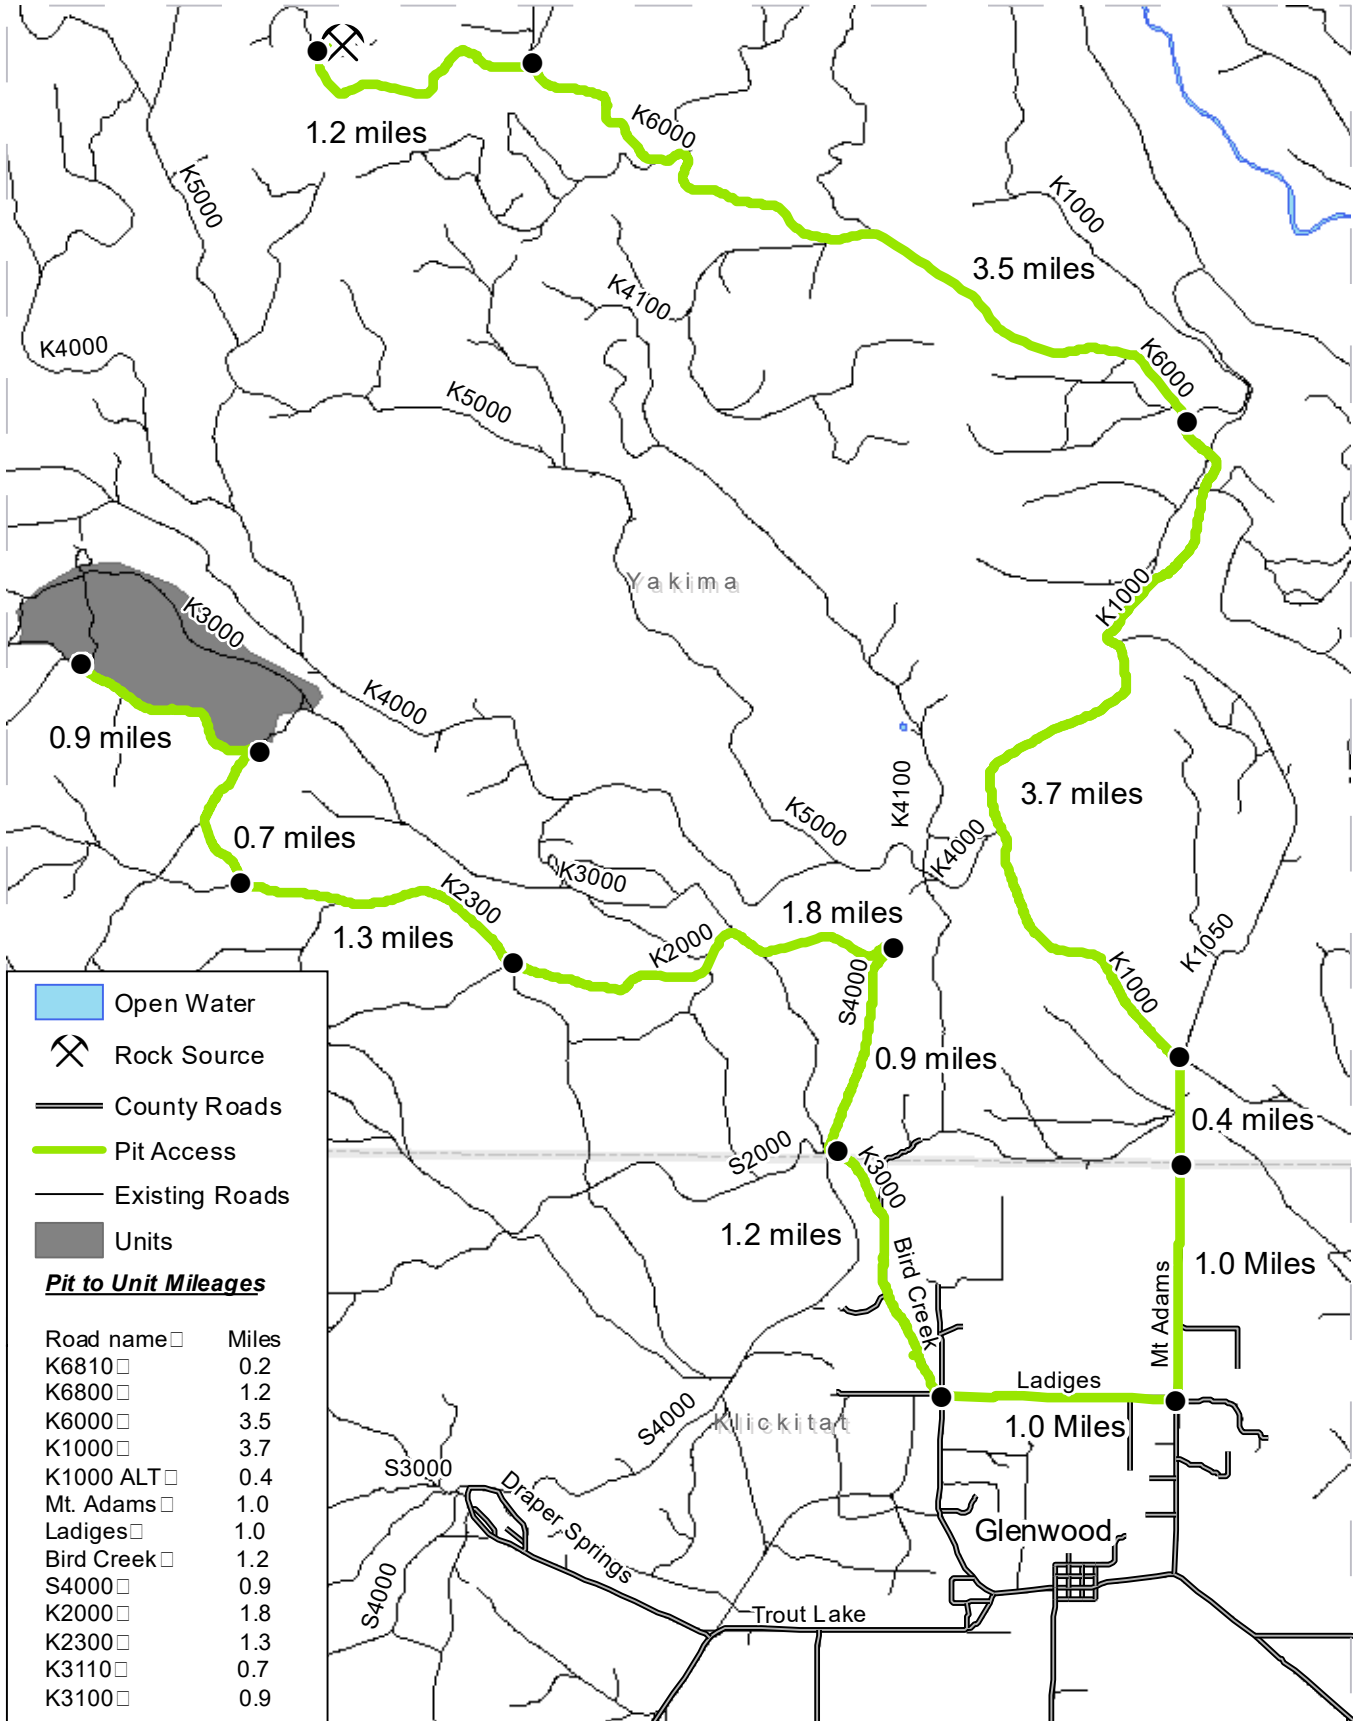 1.2 miles
K6000
K5000
K1000
3.5 miles
K4100
K4000
K6000
K5000
Yakima
K1000
K3000
K4000
0.9 miles
3.7 miles
K4100
K5000
0.7 miles
K4000
K3000
K2300
1.8 miles
1.3 miles
K2000
K1050
S4000
K1000
0.9 miles
0.4 miles
S2000
K3000
1.2 miles
Bird Creek
1.0 Miles
Mt Adams
Ladiges
1.0 Miles
S4000
Klickitat
S3000
Draper Springs
Glenwood
S4000
Trout Lake
Open Water
Rock Source
County Roads
Pit Access
Existing Roads
Units
Pit to Unit Mileages
Road name□ Miles
K6810□ 0.2
K6800□ 1.2
K6000□ 3.5
K1000□ 3.7
K1000 ALT□ 0.4
Mt. Adams□ 1.0
Ladiges□ 1.0
Bird Creek□ 1.2
S4000□ 0.9
K2000□ 1.8
K2300□ 1.3
K3110□ 0.7
K3100□ 0.9